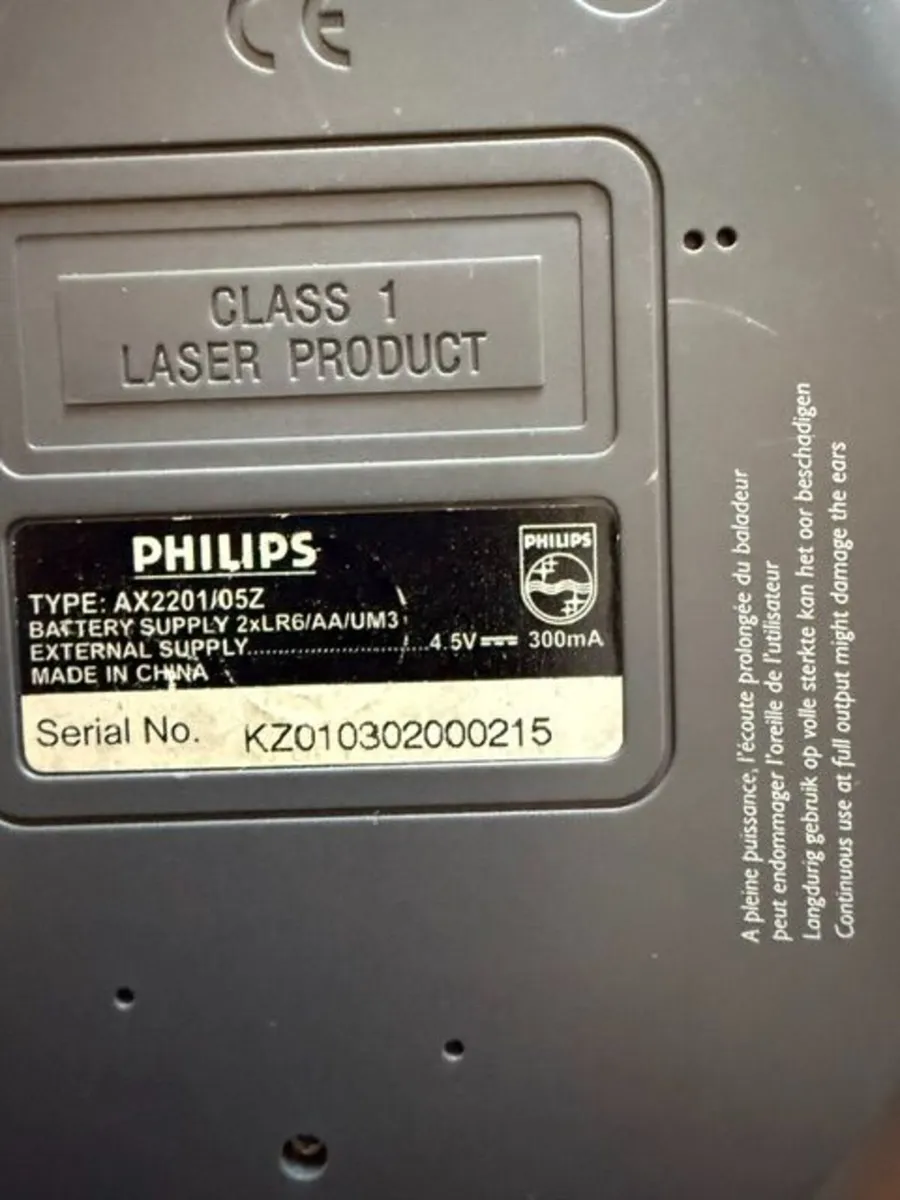 CE
CLASS 1
LASER PRODUCT
PHILIPS
PHILIPS
TYPE: AX2201/05Z
BATTERY SUPPLY 2xLR6/AA/UM3
EXTERNAL SUPPLY................................4.5V⎓ 300mA
MADE IN CHINA
Serial No. KZ010302000215
A pleine puissance, l'écoute prolongée du baladeur
peut endommager l'oreille de l'utilisateur
Langdurig gebruik op volle sterkte kan het oor beschadigen
Continuous use at full output might damage the ears